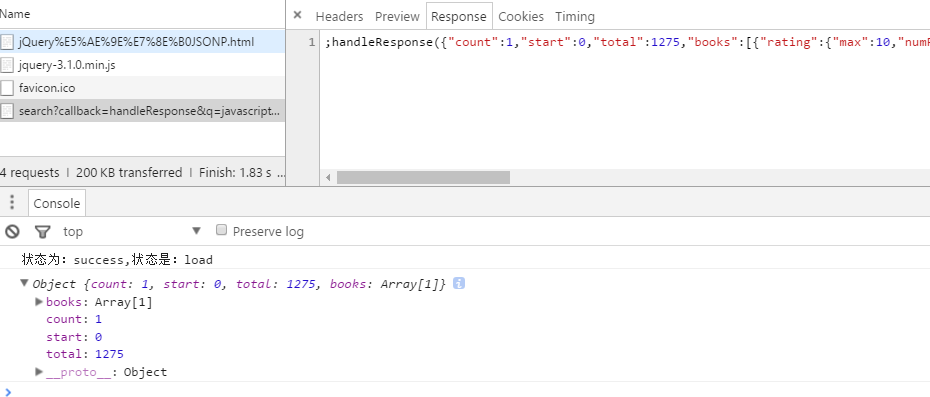 Name
jQuery%E5%AE%9E%E7%8E%B0JSONP.html
jquery-3.1.0.min.js
favicon.ico
search?callback=handleResponse&q=javascript...
4 requests | 200 KB transferred | Finish: 1.83 s ...
× Headers Preview Response Cookies Timing
1 ;handleResponse({"count":1,"start":0,"total":1275,"books":[{"rating":{"max":10,"numR
Console
top Preserve log
状态为: success,状态是: load
Object {count: 1, start: 0, total: 1275, books: Array[1]} i
books: Array[1]
count: 1
start: 0
total: 1275
__proto__: Object